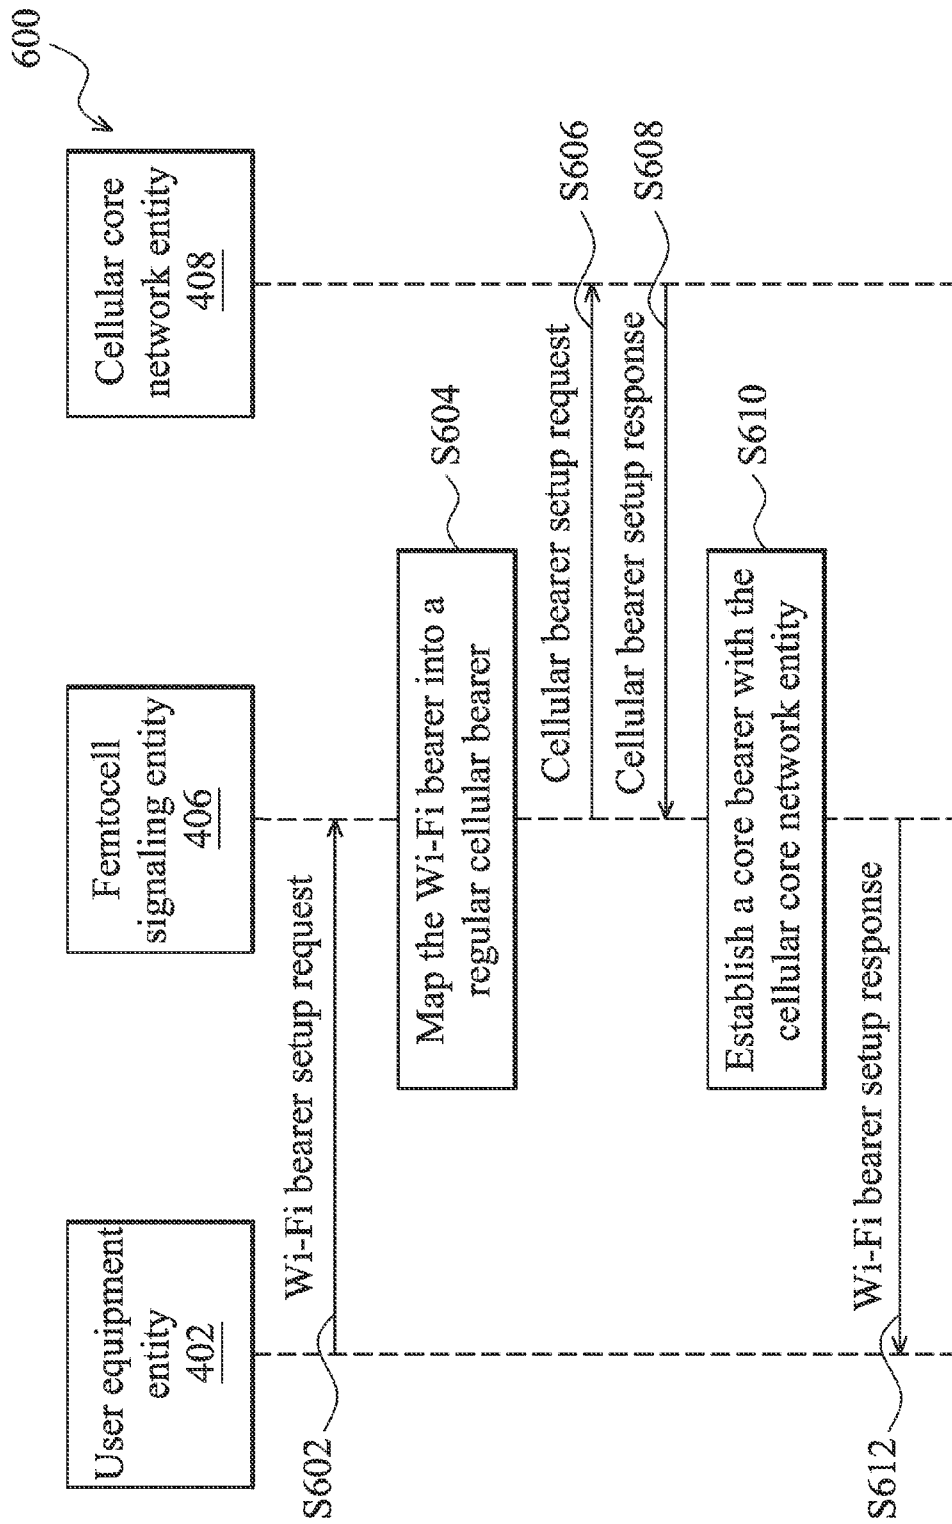 600
User equipment
entity
402
Femtocell
signaling entity
406
Cellular core
network entity
408
S602
Wi-Fi bearer setup request
Map the Wi-Fi bearer into a
regular cellular bearer
S604
Cellular bearer setup request
S606
Cellular bearer setup response
S608
Establish a core bearer with the
cellular core network entity
S610
Wi-Fi bearer setup response
S612